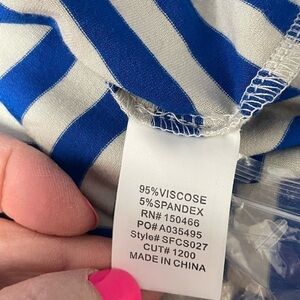 95%VISCOSE
5%SPANDEX
RN# 150466
PO# A035495
Style# SFCS027
CUT# 1200
MADE IN CHINA